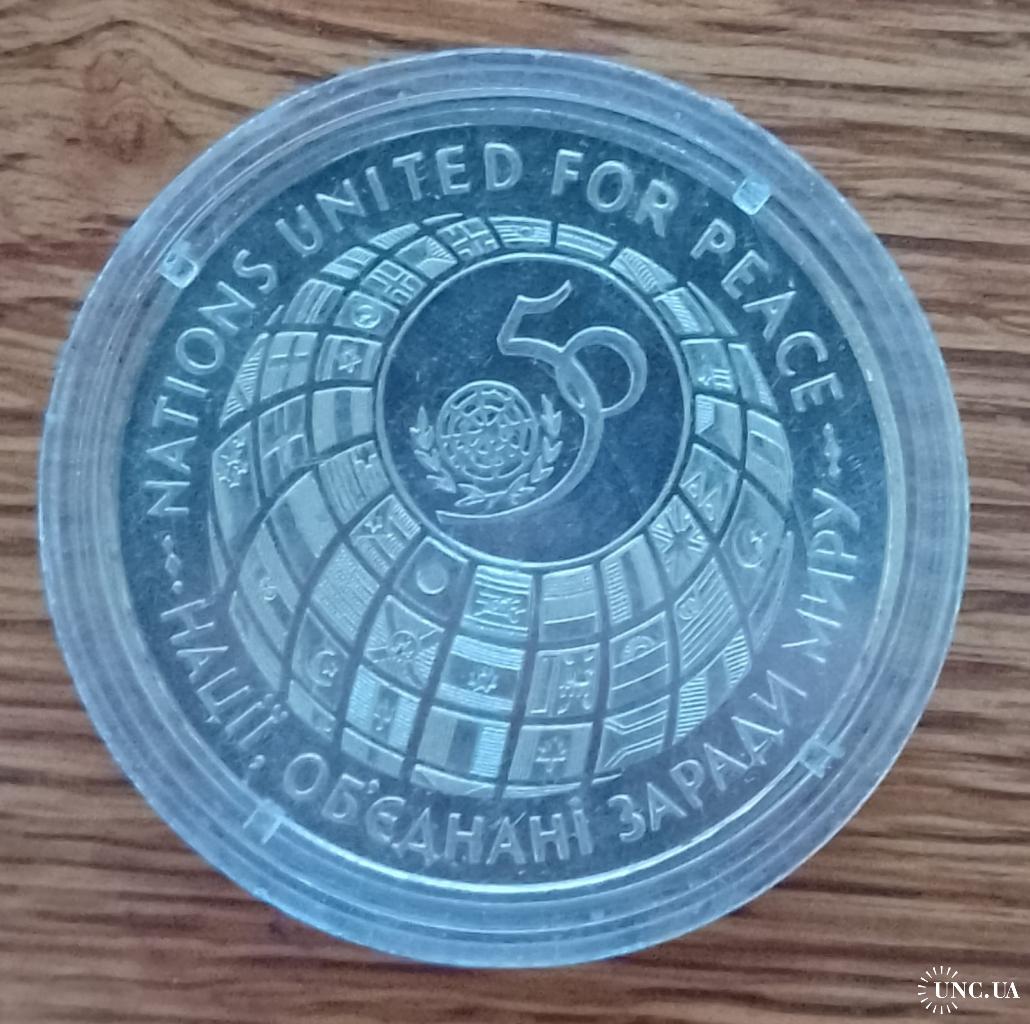 NATIONS UNITED FOR PEACE
НАЦІЇ, ОБ'ЄДНАНІ ЗАРАДИ МИРУ
50
UNC.UA